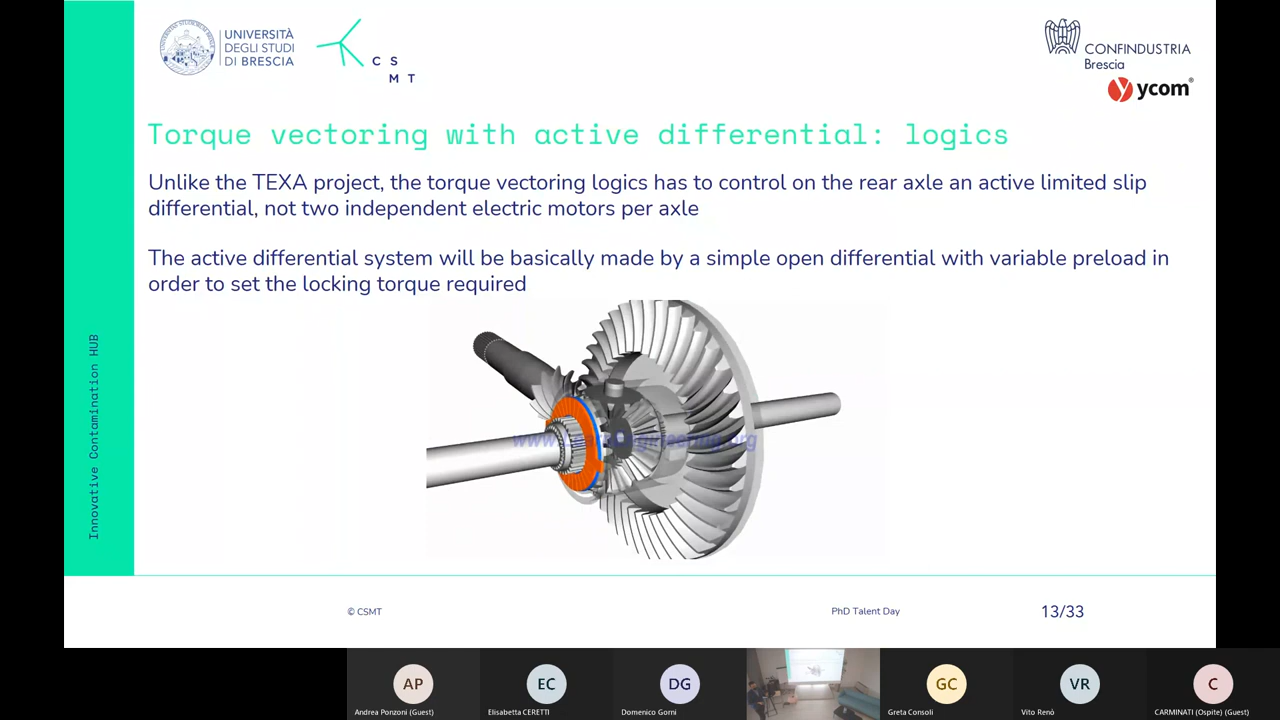 UNIVERSITÀ
DEGLI STUDI
DI BRESCIA
C S
M T
CONFINDUSTRIA
Brescia
ycom®
Torque vectoring with active differential: logics
Unlike the TEXA project, the torque vectoring logics has to control on the rear axle an active limited slip
differential, not two independent electric motors per axle
The active differential system will be basically made by a simple open differential with variable preload in
order to set the locking torque required
Innovative Contamination HUB
© CSMT
PhD Talent Day
13/33
AP
EC
DG
GC
VR
C
Andrea Ponzoni (Guest)
Elisabetta CERETTI
Domenico Gorni
Greta Consoli
Vito Renò
CARMINATI (Ospite) (Guest)